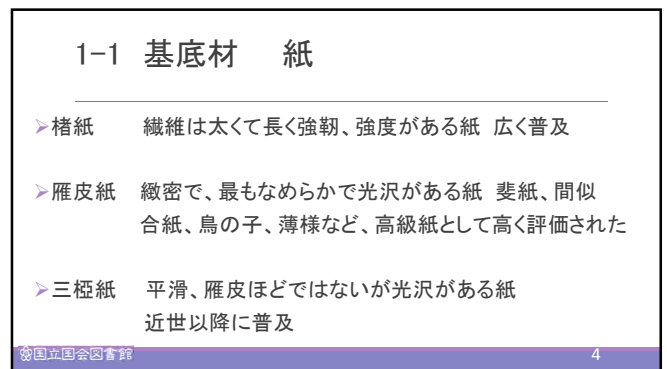 1-1 基底材 紙
➢楮紙 繊維は太くて長く強靭、強度がある紙 広く普及
➢雁皮紙 緻密で、最もなめらかで光沢がある紙 斐紙、間似
合紙、鳥の子、薄様など、高級紙として高く評価された
➢三椏紙 平滑、雁皮ほどではないが光沢がある紙
近世以降に普及
国立国会図書館 4